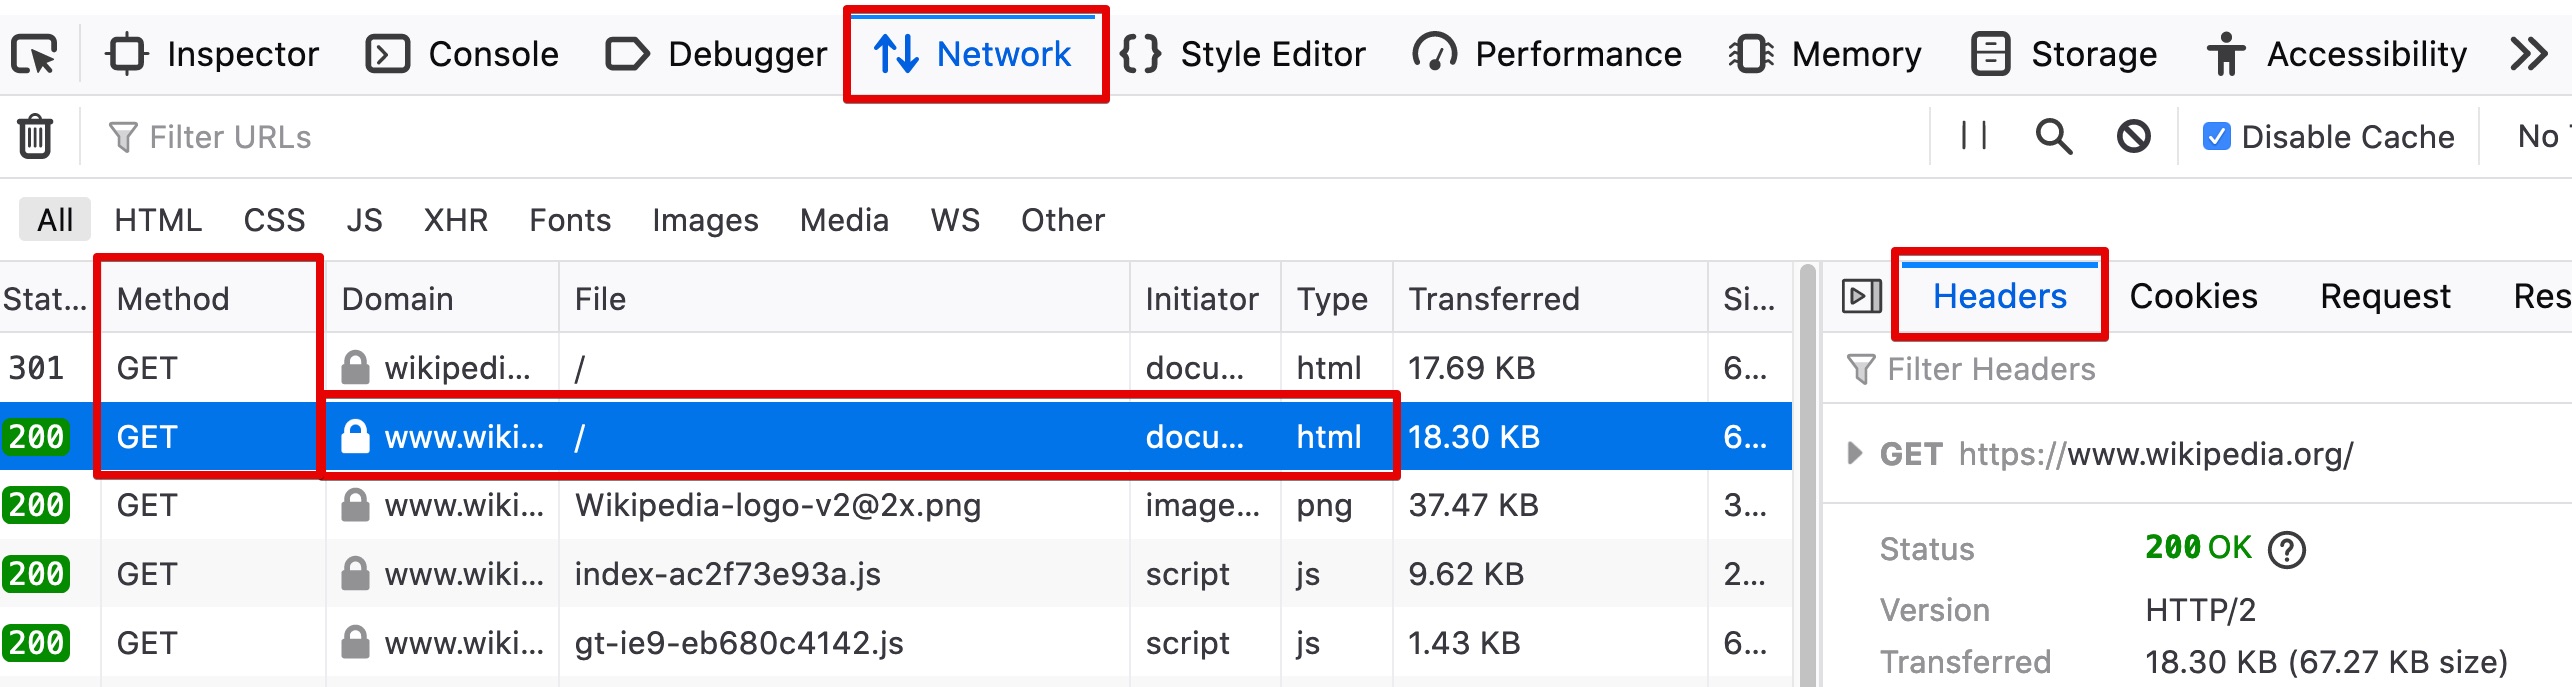 Inspector Console Debugger Network Style Editor Performance Memory Storage Accessibility
Filter URLs Disable Cache No
All HTML CSS JS XHR Fonts Images Media WS Other
Stat... Method Domain File Initiator Type Transferred Si...
301 GET wikipedi... / docu... html 17.69 KB 6...
200 GET www.wiki... / docu... html 18.30 KB 6...
200 GET www.wiki... Wikipedia-logo-v2@2x.png image... png 37.47 KB 3...
200 GET www.wiki... index-ac2f73e93a.js script js 9.62 KB 2...
200 GET www.wiki... gt-ie9-eb680c4142.js script js 1.43 KB 6...
Headers Cookies Request Res
Filter Headers
GET https://www.wikipedia.org/
Status 200 OK
Version HTTP/2
Transferred 18.30 KB (67.27 KB size)